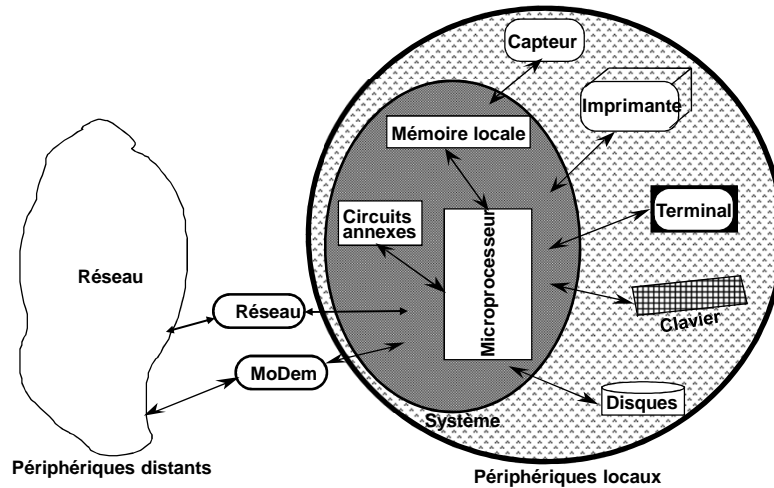 Capteur
Imprimante
Mémoire locale
Circuits
annexes
Microprocesseur
Terminal
Réseau
Réseau
Clavier
MoDem
Disques
Système
Périphériques distants
Périphériques locaux